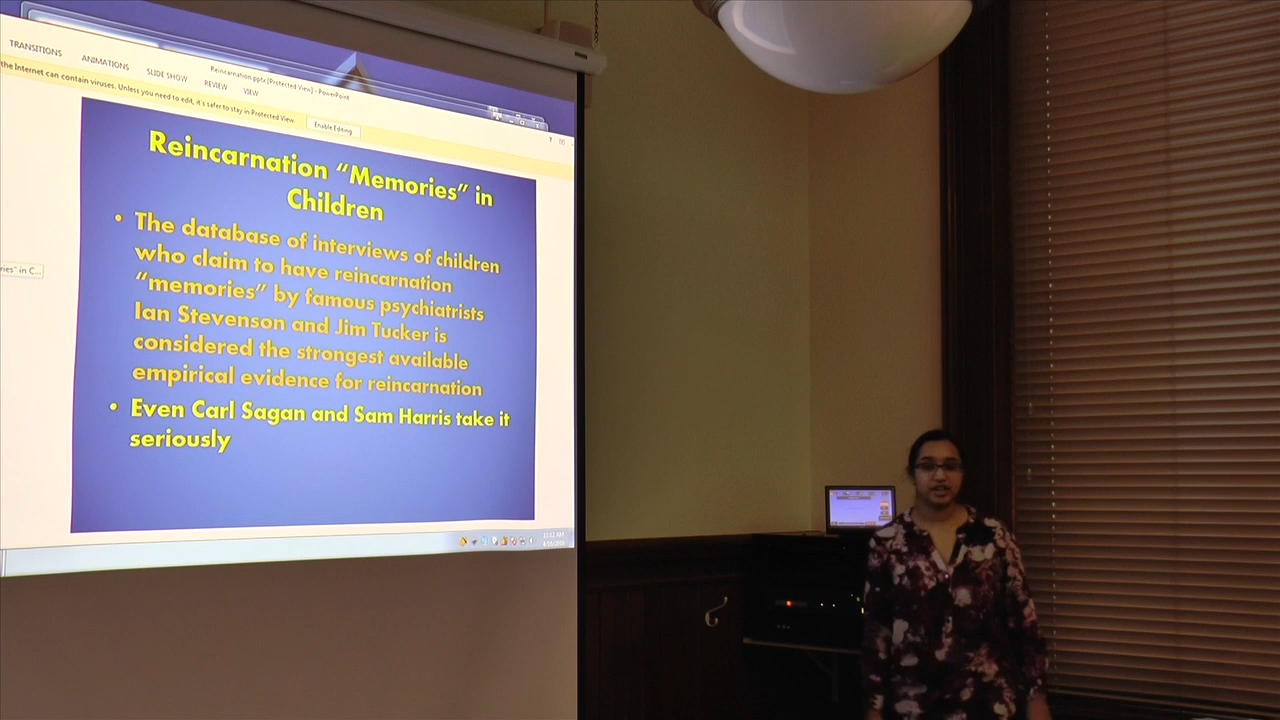 Reincarnation.pptx [Protected View] - PowerPoint
TRANSITIONS ANIMATIONS SLIDE SHOW REVIEW VIEW
the Internet can contain viruses. Unless you need to edit, it's safer to stay in Protected View. Enable Editing
Reincarnation “Memories” in
Children
• The database of interviews of children
who claim to have reincarnation
“memories” by famous psychiatrists
Ian Stevenson and Jim Tucker is
considered the strongest available
empirical evidence for reincarnation
• Even Carl Sagan and Sam Harris take it
seriously
ries" in C...